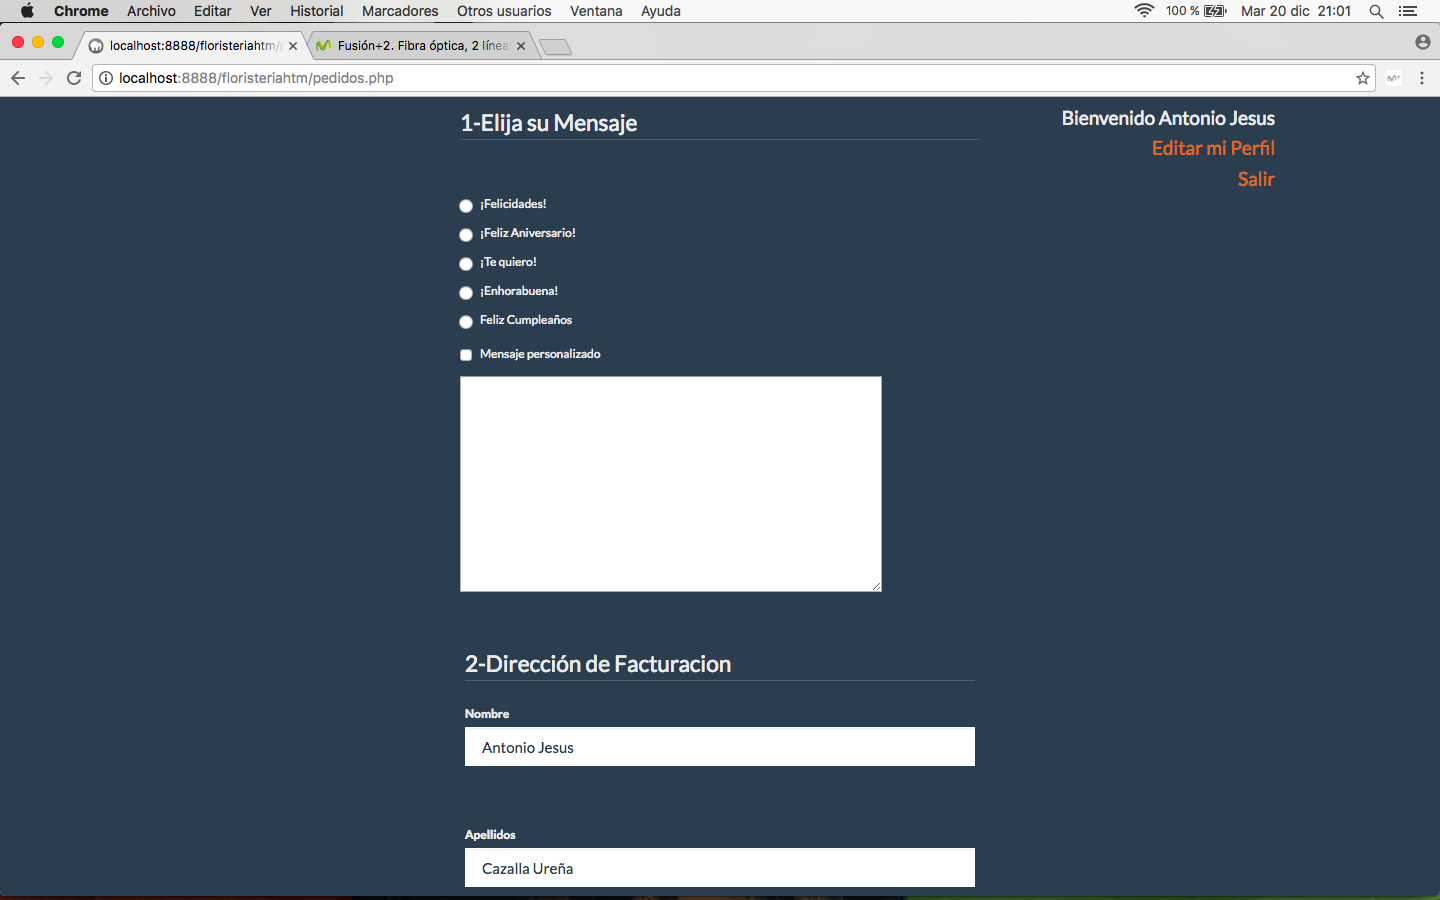 Chrome Archivo Editar Ver Historial Marcadores Otros usuarios Ventana Ayuda 100 % Mar 20 dic 21:01
localhost:8888/floristeriahtm/ Fusión+2. Fibra óptica, 2 línea
localhost:8888/floristeriahtm/pedidos.php
1-Elija su Mensaje
Bienvenido Antonio Jesus
Editar mi Perfil
Salir
¡Felicidades!
¡Feliz Aniversario!
¡Te quiero!
¡Enhorabuena!
Feliz Cumpleaños
Mensaje personalizado
2-Dirección de Facturacion
Nombre
Antonio Jesus
Apellidos
Cazalla Ureña